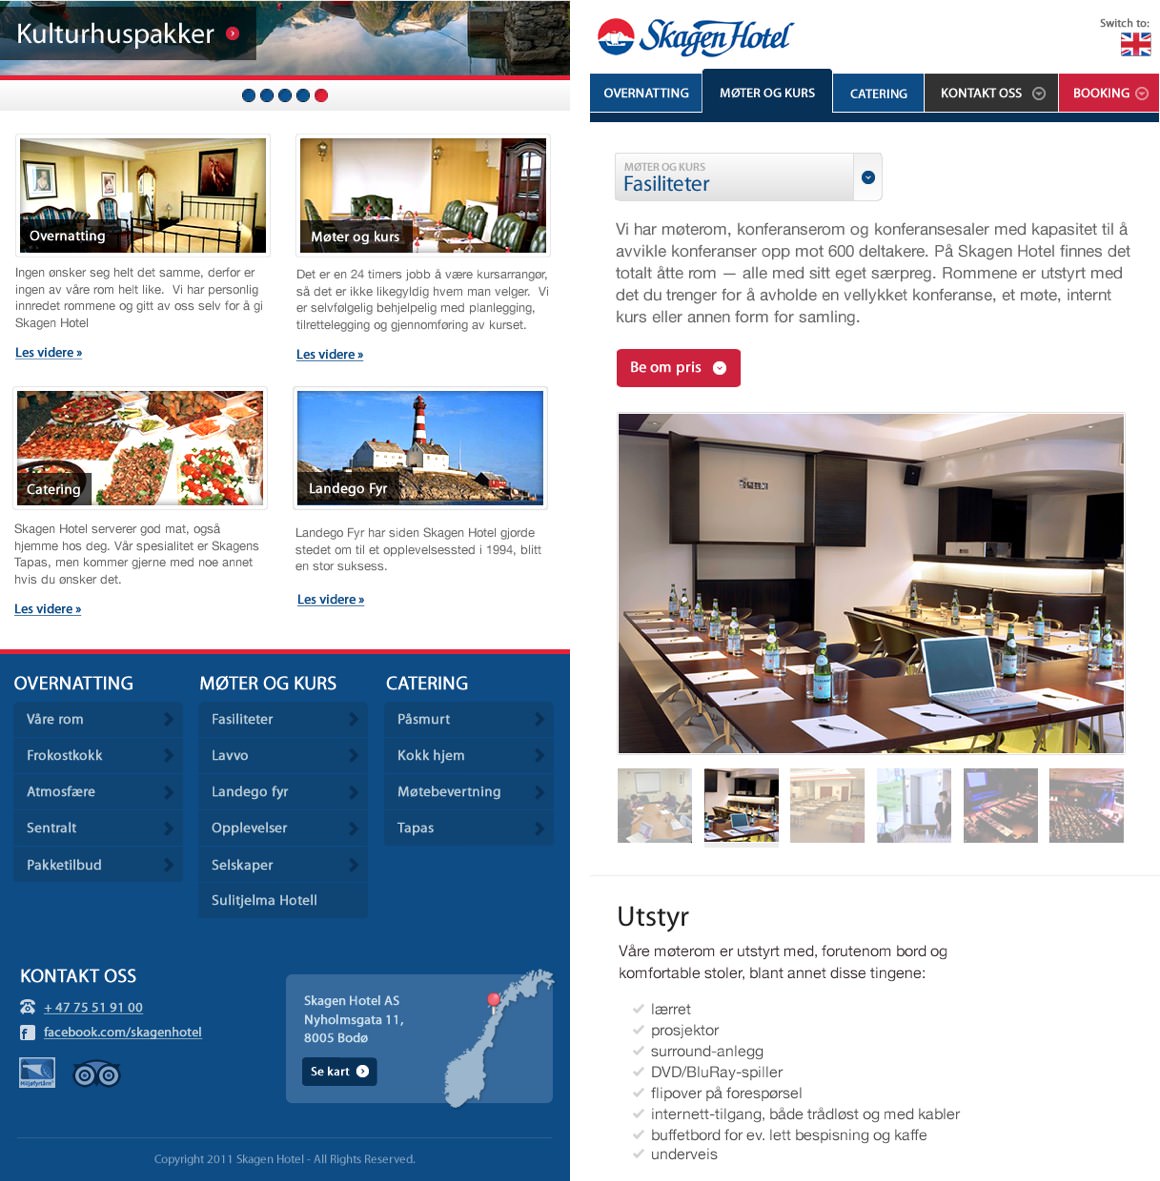 Kulturhuspakker
Overnatting
Ingen ønsker seg helt det samme, derfor er
ingen av våre rom helt like.  Vi har personlig
innredet rommene og gitt av oss selv for å gi
Skagen Hotel
Les videre »
Møter og kurs
Det er en 24 timers jobb å være kursarrangør,
så det er ikke likegyldig hvem man velger.  Vi
er selvfølgelig behjelpelig med planlegging,
tilrettelegging og gjennomføring av kurset.
Les videre »
Catering
Skagen Hotel serverer god mat, også
hjemme hos deg. Vår spesialitet er Skagens
Tapas, men kommer gjerne med noe annet
hvis du ønsker det.
Les videre »
Landego Fyr
Landego Fyr har siden Skagen Hotel gjorde
stedet om til et opplevelsessted i 1994, blitt
en stor suksess.
Les videre »
OVERNATTING
Våre rom
Frokostkokk
Atmosfære
Sentralt
Pakketilbud
MØTER OG KURS
Fasiliteter
Lavvo
Landego fyr
Opplevelser
Selskaper
Sulitjelma Hotell
CATERING
Påsmurt
Kokk hjem
Møtebevertning
Tapas
KONTAKT OSS
+ 47 75 51 91 00
facebook.com/skagenhotel
Miljøfyrtårn
Skagen Hotel AS
Nyholmsgata 11,
8005 Bodø
Se kart
Copyright 2011 Skagen Hotel - All Rights Reserved.
Skagen Hotel
Switch to:
OVERNATTING
MØTER OG KURS
CATERING
KONTAKT OSS
BOOKING
MØTER OG KURS
Fasiliteter
Vi har møterom, konferanserom og konferansesaler med kapasitet til å
avvikle konferanser opp mot 600 deltakere. På Skagen Hotel finnes det
totalt åtte rom — alle med sitt eget særpreg. Rommene er utstyrt med
det du trenger for å avholde en vellykket konferanse, et møte, internt
kurs eller annen form for samling.
Be om pris
Utstyr
Våre møterom er utstyrt med, forutenom bord og
komfortable stoler, blant annet disse tingene:
lærret
prosjektor
surround-anlegg
DVD/BluRay-spiller
flipover på forespørsel
internett-tilgang, både trådløst og med kabler
buffetbord for ev. lett bespisning og kaffe
underveis